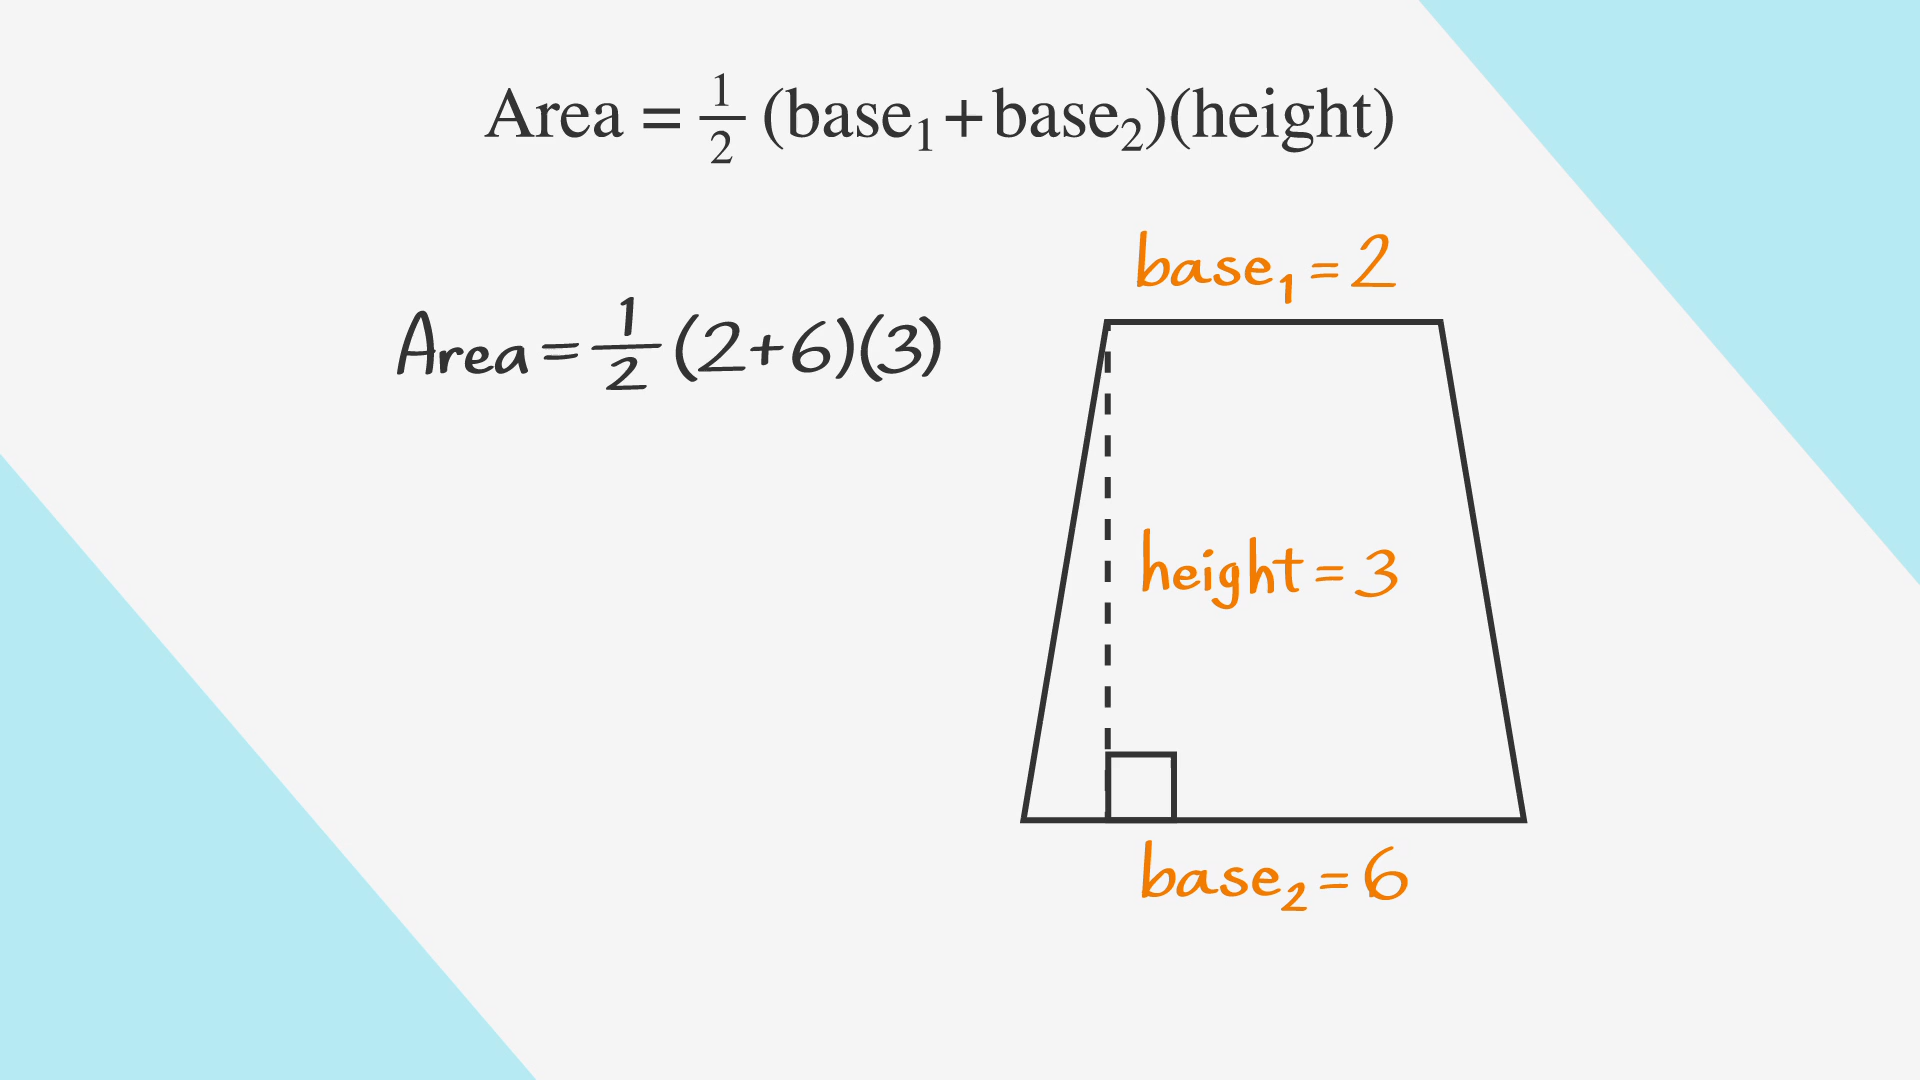 Area = 1/2 (base₁ + base₂)(height)
base₁ = 2
Area = 1/2 (2+6)(3)
height = 3
base₂ = 6